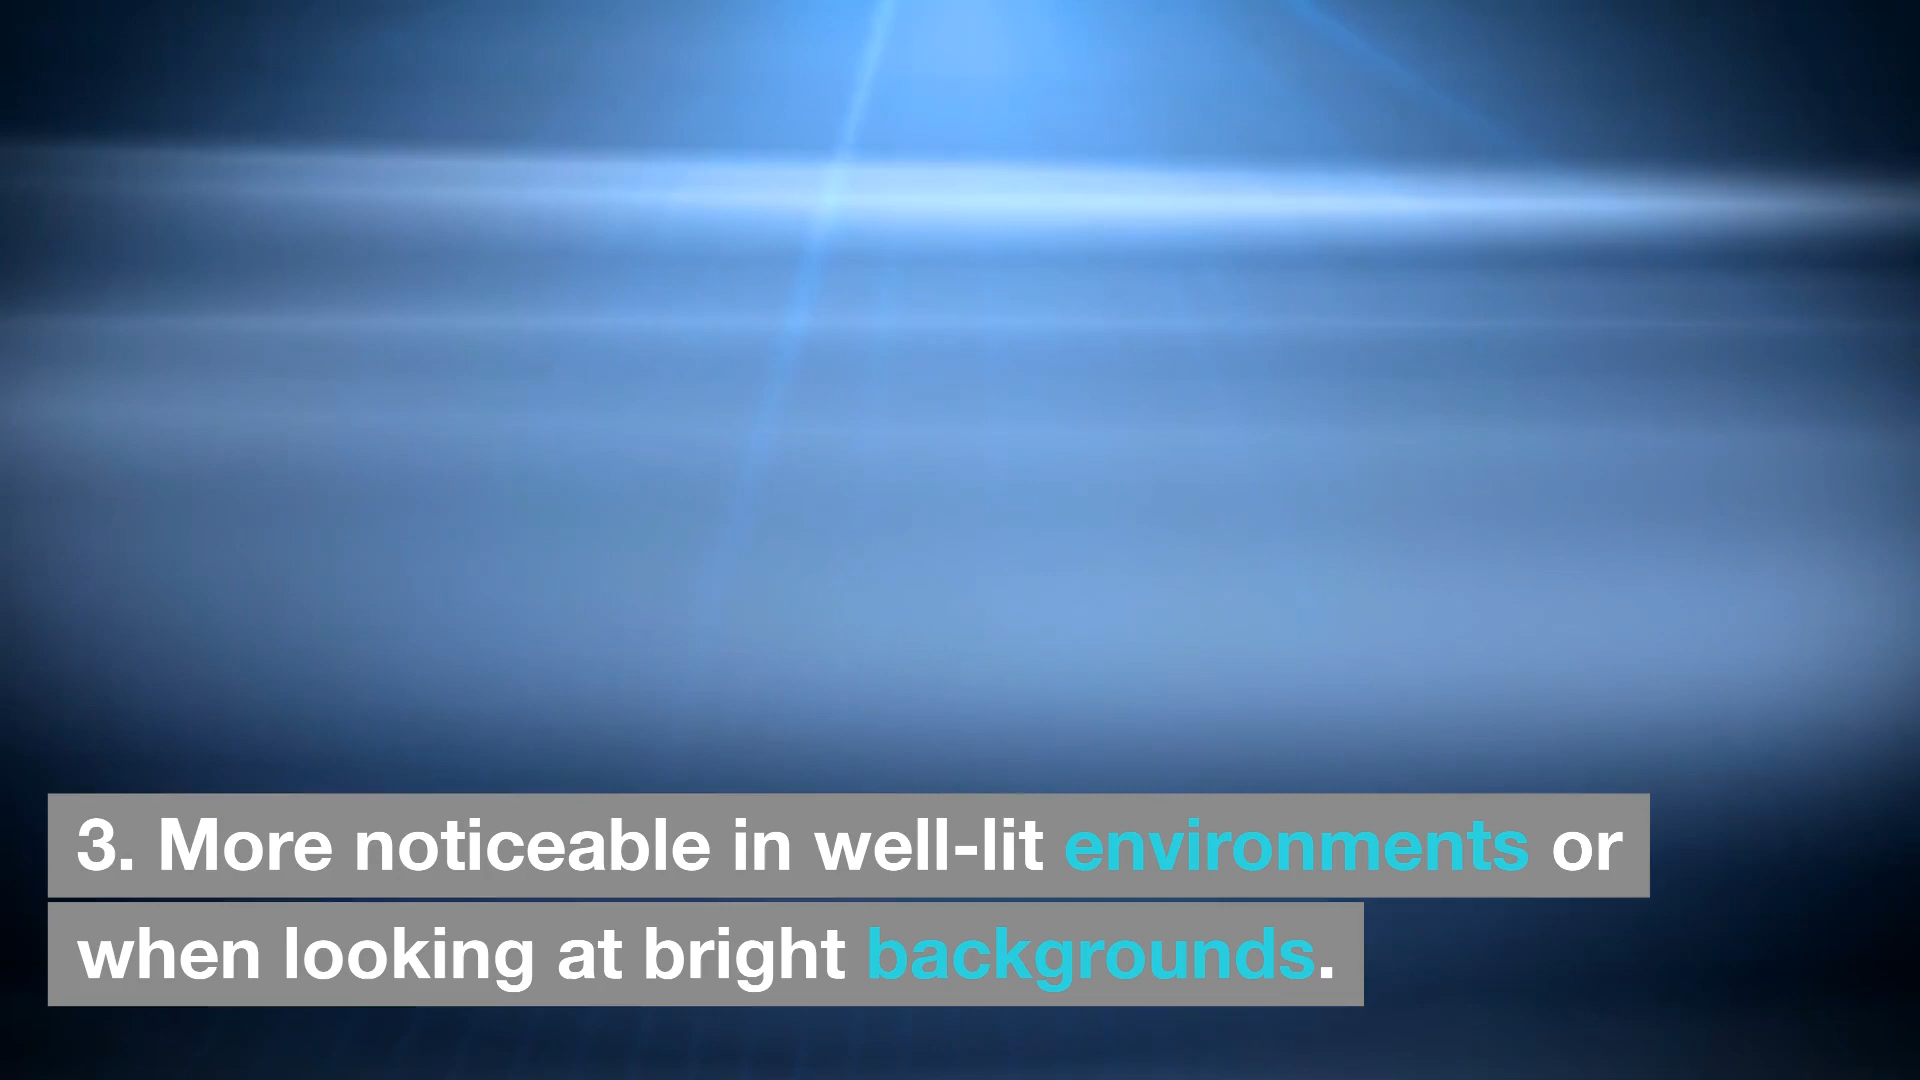 3. More noticeable in well-lit environments or
when looking at bright backgrounds.